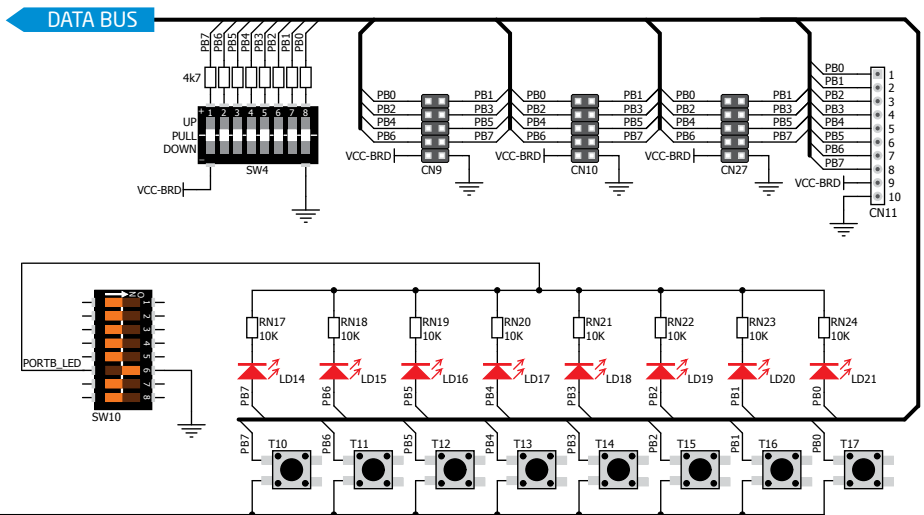 DATA BUS
PB7 PB6 PB5 PB4 PB3 PB2 PB1 PB0
4k7
+ 1 2 3 4 5 6 7 8
UP
PULL
DOWN
_
SW4
VCC-BRD
PB0 PB1
PB2 PB3
PB4 PB5
PB6 PB7
VCC-BRD
CN9
PB0 PB1
PB2 PB3
PB4 PB5
PB6 PB7
VCC-BRD
CN10
PB0 PB1
PB2 PB3
PB4 PB5
PB6 PB7
VCC-BRD
CN27
PB0 1
PB1 2
PB2 3
PB3 4
PB4 5
PB5 6
PB6 7
PB7 8
VCC-BRD 9
10
CN11
ON
1 2 3 4 5 6 7 8
PORTB_LED
SW10
RN17 RN18 RN19 RN20 RN21 RN22 RN23 RN24
10K 10K 10K 10K 10K 10K 10K 10K
LD14 LD15 LD16 LD17 LD18 LD19 LD20 LD21
PB7 PB6 PB5 PB4 PB3 PB2 PB1 PB0
PB7 PB6 PB5 PB4 PB3 PB2 PB1 PB0
T10 T11 T12 T13 T14 T15 T16 T17